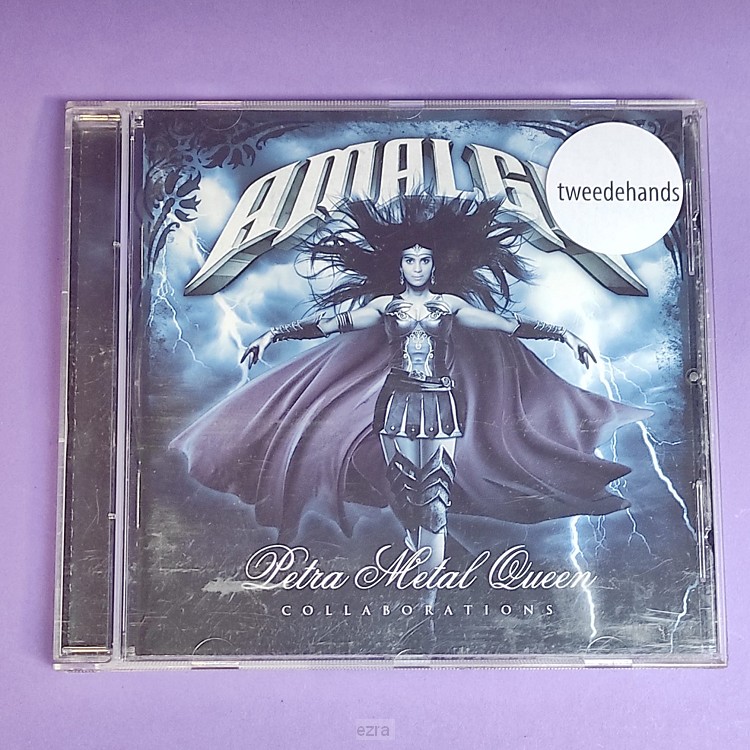 tweedehands
Petra Metal Queen
COLLABORATIONS
ezra